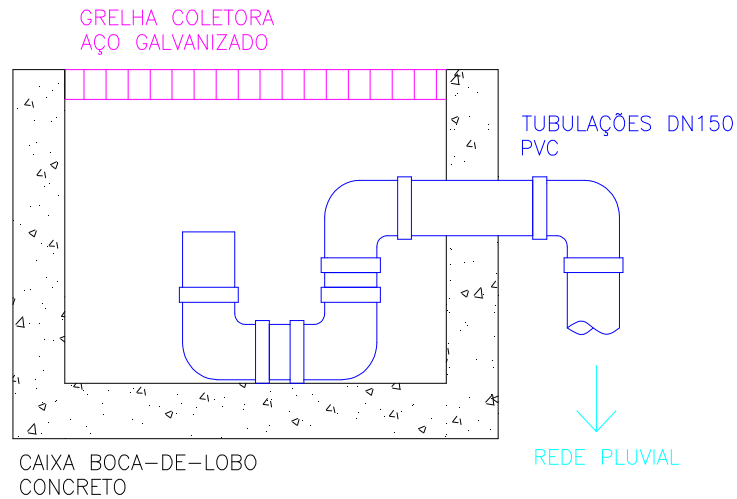 GRELHA COLETORA
AÇO GALVANIZADO
TUBULAÇÕES DN150
PVC
REDE PLUVIAL
CAIXA BOCA-DE-LOBO
CONCRETO